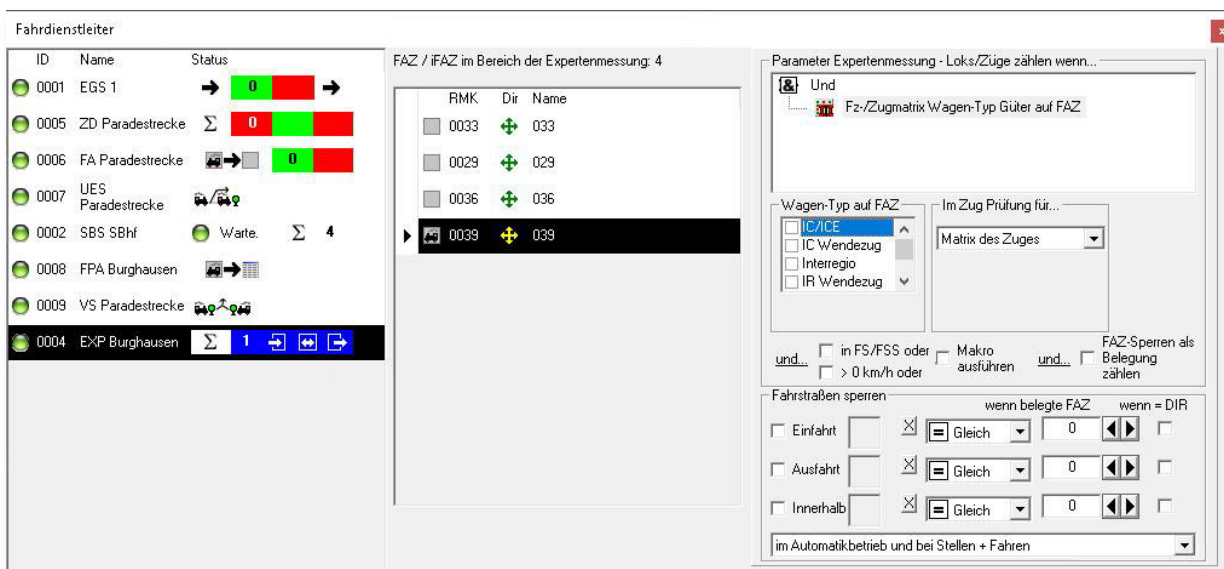 Fahrdienstleiter
x
ID Name Status
0001 EGS 1 0
0005 ZD Paradestrecke Σ 0
0006 FA Paradestrecke 0
0007 UES
Paradestrecke
0002 SBS SBhf Warte. Σ 4
0008 FPA Burghausen
0009 VS Paradestrecke
0004 EXP Burghausen Σ 1
FAZ / iFAZ im Bereich der Expertenmessung: 4
RMK Dir Name
0033 033
0029 029
0036 036
0039 039
Parameter Expertenmessung - Loks/Züge zählen wenn...
& Und
Fz-/Zugmatrix Wagen-Typ Güter auf FAZ
Wagen-Typ auf FAZ
IC/ICE
IC Wendezug
Interregio
IR Wendezug
Im Zug Prüfung für...
Matrix des Zuges
und...
in FS/FSS oder
> 0 km/h oder
Makro
ausführen
und...
FAZ-Sperren als
Belegung
zählen
Fahrstraßen sperren
wenn belegte FAZ wenn = DIR
Einfahrt X = Gleich 0
Ausfahrt X = Gleich 0
Innerhalb X = Gleich 0
im Automatikbetrieb und bei Stellen + Fahren